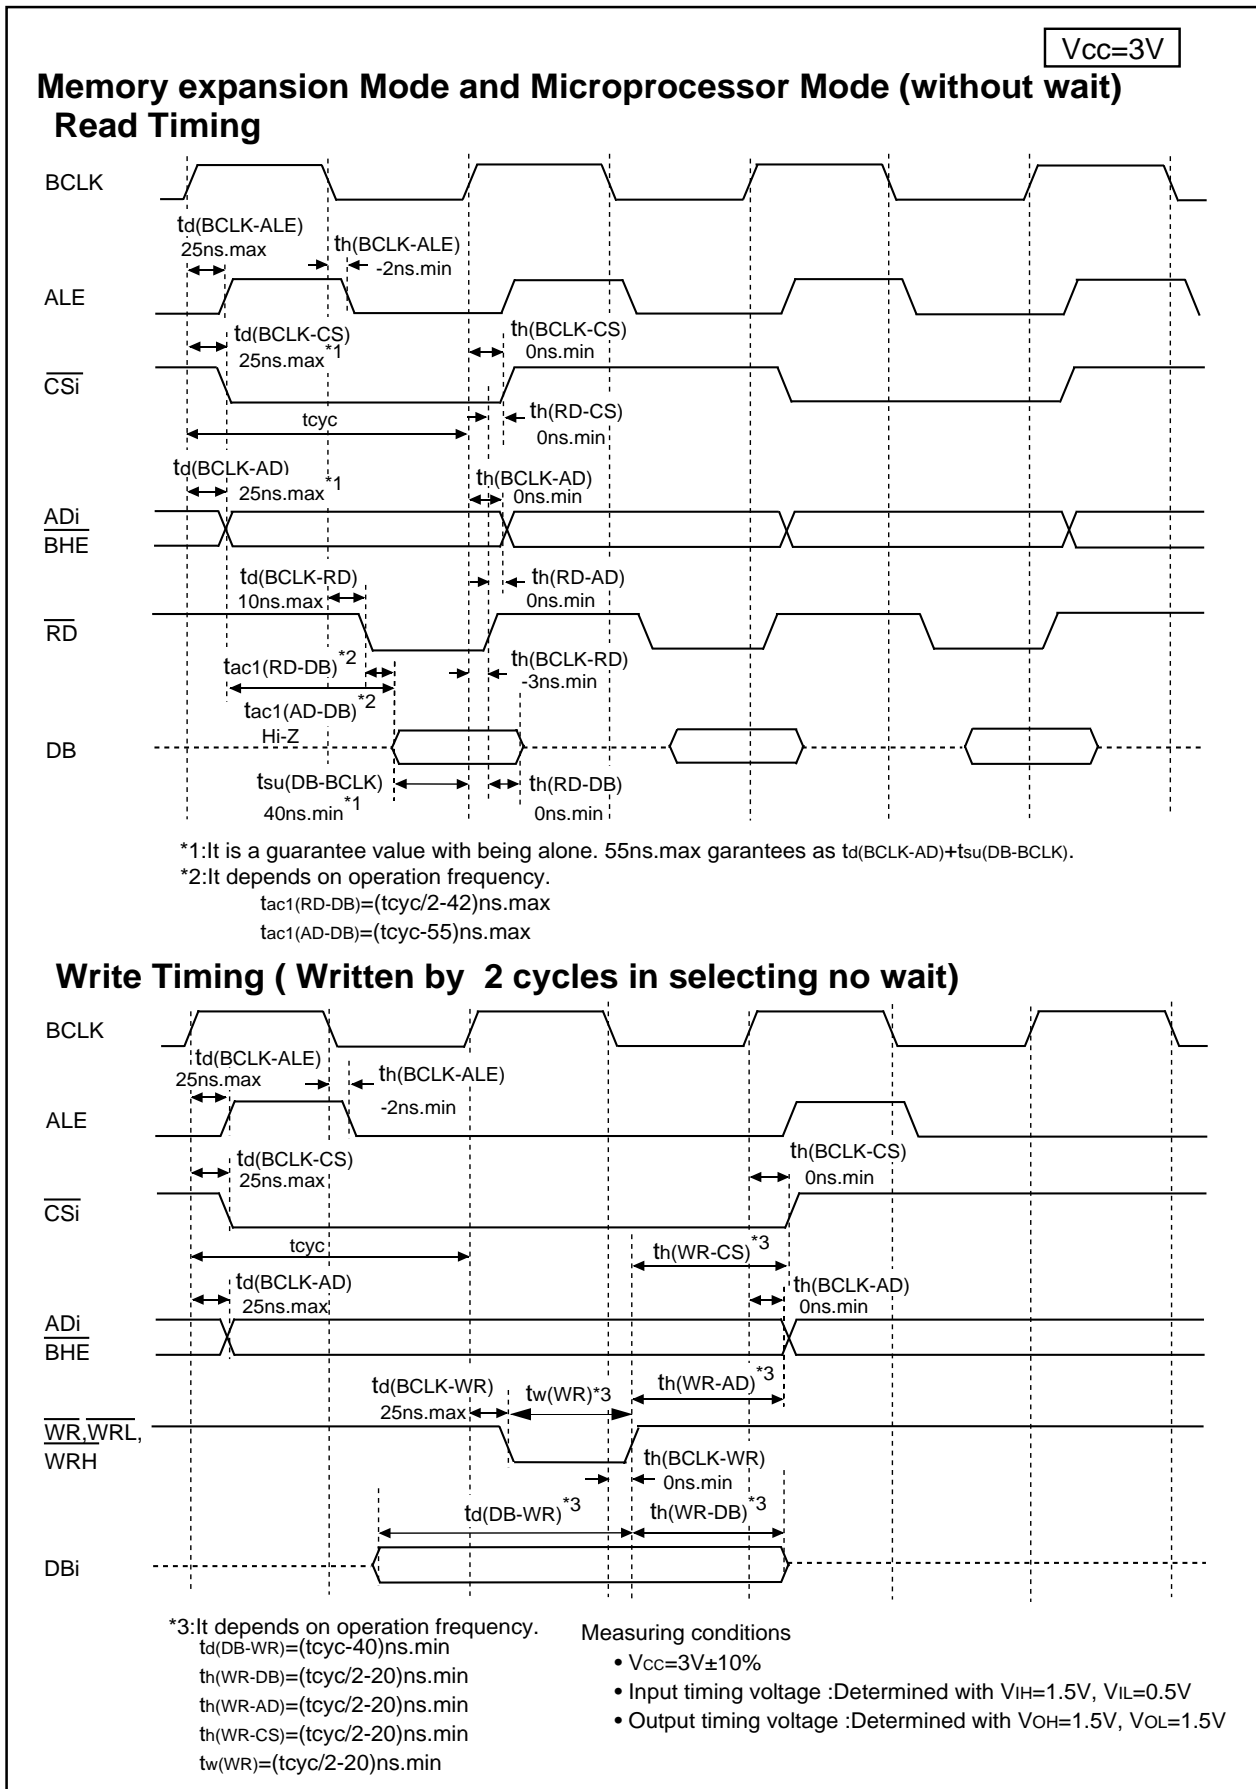 Vcc=3V
Memory expansion Mode and Microprocessor Mode (without wait)
Read Timing
BCLK
td(BCLK-ALE)
25ns.max
th(BCLK-ALE)
-2ns.min
ALE
td(BCLK-CS)
25ns.max*1
th(BCLK-CS)
0ns.min
CSi
tcyc
th(RD-CS)
0ns.min
td(BCLK-AD)
25ns.max*1
th(BCLK-AD)
0ns.min
ADi
BHE
td(BCLK-RD)
10ns.max
th(RD-AD)
0ns.min
RD
tac1(RD-DB)*2
th(BCLK-RD)
-3ns.min
tac1(AD-DB)*2
Hi-Z
DB
tsu(DB-BCLK)
40ns.min*1
th(RD-DB)
0ns.min
*1:It is a guarantee value with being alone. 55ns.max garantees as td(BCLK-AD)+tsu(DB-BCLK).
*2:It depends on operation frequency.
tac1(RD-DB)=(tcyc/2-42)ns.max
tac1(AD-DB)=(tcyc-55)ns.max
Write Timing ( Written by 2 cycles in selecting no wait)
BCLK
td(BCLK-ALE)
25ns.max
th(BCLK-ALE)
-2ns.min
ALE
td(BCLK-CS)
25ns.max
th(BCLK-CS)
0ns.min
CSi
tcyc
th(WR-CS)*3
td(BCLK-AD)
25ns.max
th(BCLK-AD)
0ns.min
ADi
BHE
td(BCLK-WR)
25ns.max
tw(WR)*3
th(WR-AD)*3
WR,WRL,
WRH
th(BCLK-WR)
0ns.min
td(DB-WR)*3
th(WR-DB)*3
DBi
*3:It depends on operation frequency.
td(DB-WR)=(tcyc-40)ns.min
th(WR-DB)=(tcyc/2-20)ns.min
th(WR-AD)=(tcyc/2-20)ns.min
th(WR-CS)=(tcyc/2-20)ns.min
tw(WR)=(tcyc/2-20)ns.min
Measuring conditions
• VCC=3V±10%
• Input timing voltage :Determined with VIH=1.5V, VIL=0.5V
• Output timing voltage :Determined with VOH=1.5V, VOL=1.5V